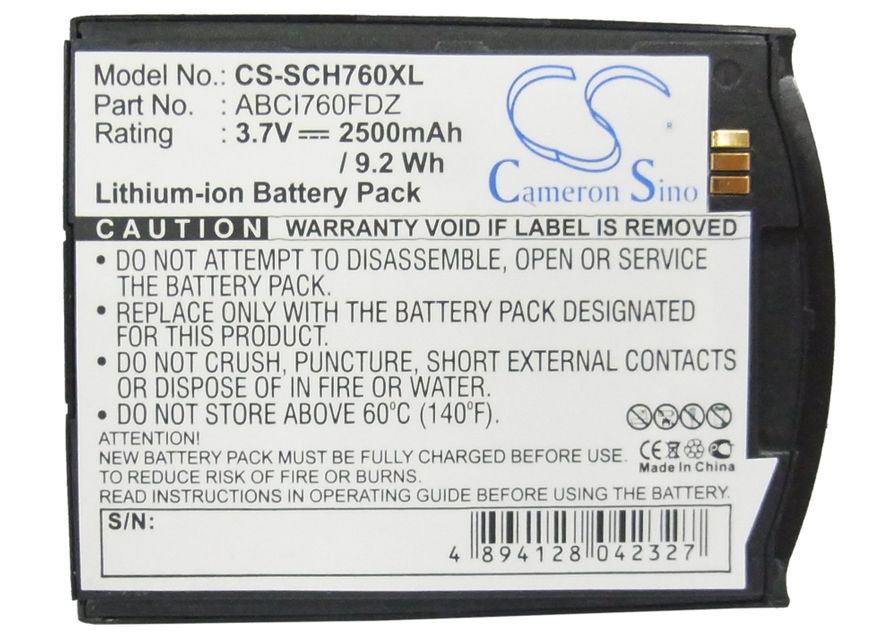 Model No.: CS-SCH760XL
Part No. : ABCI760FDZ
Rating : 3.7V 2500mAh
/ 9.2 Wh
Lithium-ion Battery Pack
CS
®
Cameron Sino
CAUTION WARRANTY VOID IF LABEL IS REMOVED
• DO NOT ATTEMPT TO DISASSEMBLE, OPEN OR SERVICE
THE BATTERY PACK.
• REPLACE ONLY WITH THE BATTERY PACK DESIGNATED
FOR THIS PRODUCT.
• DO NOT CRUSH, PUNCTURE, SHORT EXTERNAL CONTACTS
OR DISPOSE OF IN FIRE OR WATER.
• DO NOT STORE ABOVE 60°C (140°F).
ATTENTION!
NEW BATTERY PACK MUST BE FULLY CHARGED BEFORE USE
TO REDUCE RISK OF FIRE OR BURNS.
READ INSTRUCTIONS IN OPERATING GUIDE BEFORE USING THE BATTERY.
CE
Made In China
S/N:
4 894128 042327